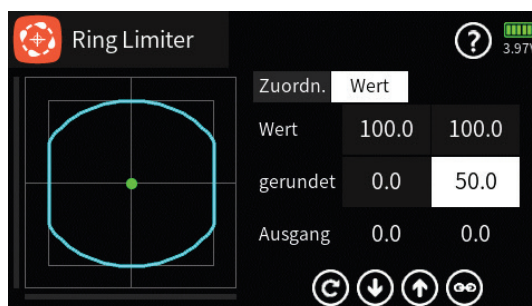 Ring Limiter
?
3.97V
Zuordn. Wert
Wert 100.0 100.0
gerundet 0.0 50.0
Ausgang 0.0 0.0